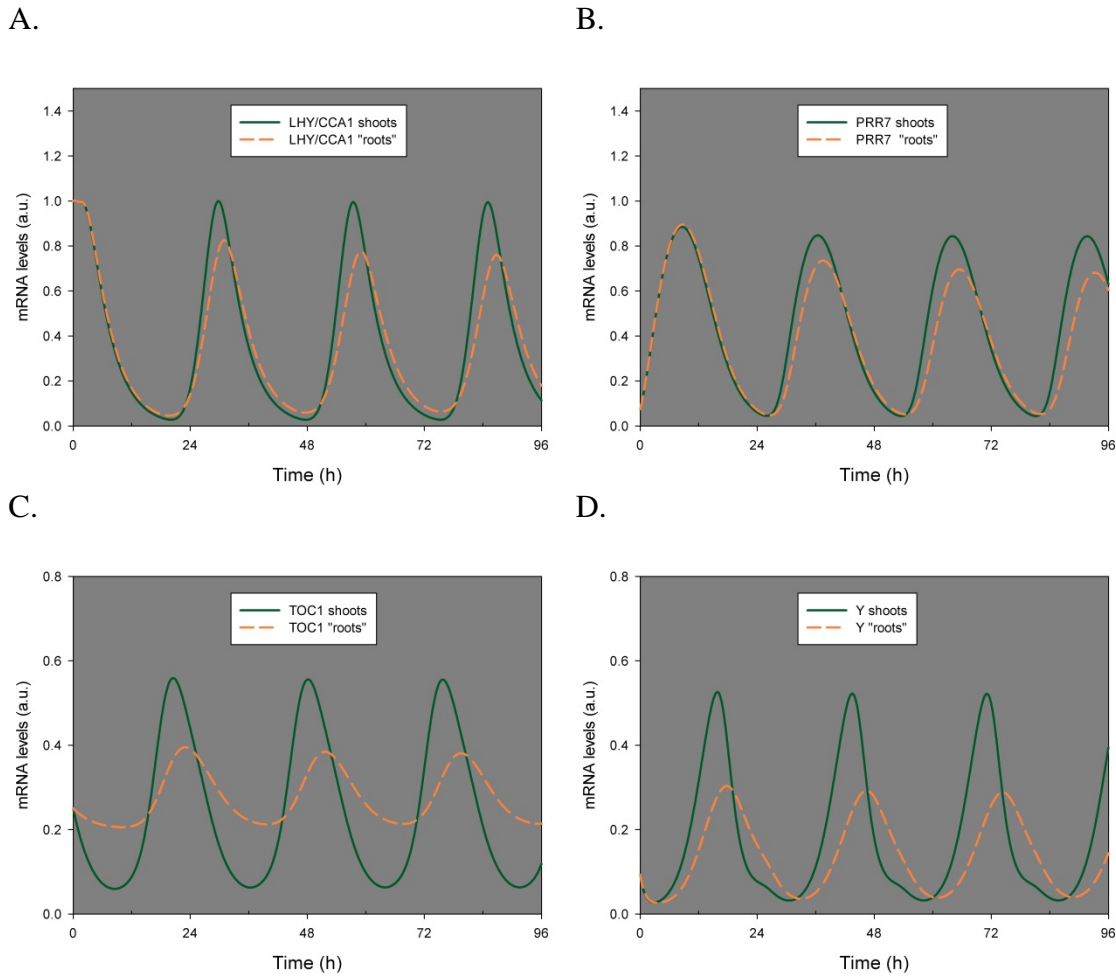 A.
B.
LHY/CCA1 shoots
LHY/CCA1 "roots"
mRNA levels (a.u.)
1.4
1.2
1.0
0.8
0.6
0.4
0.2
0.0
0 24 48 72 96
Time (h)
PRR7 shoots
PRR7 "roots"
mRNA levels (a.u.)
1.4
1.2
1.0
0.8
0.6
0.4
0.2
0.0
0 24 48 72 96
Time (h)
C.
D.
TOC1 shoots
TOC1 "roots"
mRNA levels (a.u.)
0.8
0.6
0.4
0.2
0.0
0 24 48 72 96
Time (h)
Y shoots
Y "roots"
mRNA levels (a.u.)
0.8
0.6
0.4
0.2
0.0
0 24 48 72 96
Time (h)